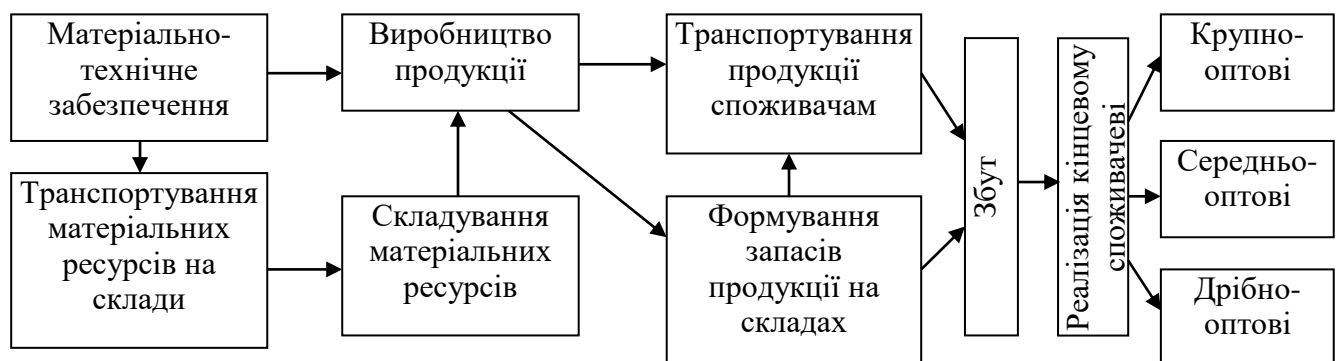 Матеріально-
технічне
забезпечення
Виробництво
продукції
Транспортування
продукції
споживачам
Транспортування
матеріальних
ресурсів на
склади
Складування
матеріальних
ресурсів
Формування
запасів
продукції на
складах
Збут
Реалізація кінцевому
споживачеві
Крупно-
оптові
Середньо-
оптові
Дрібно-
оптові